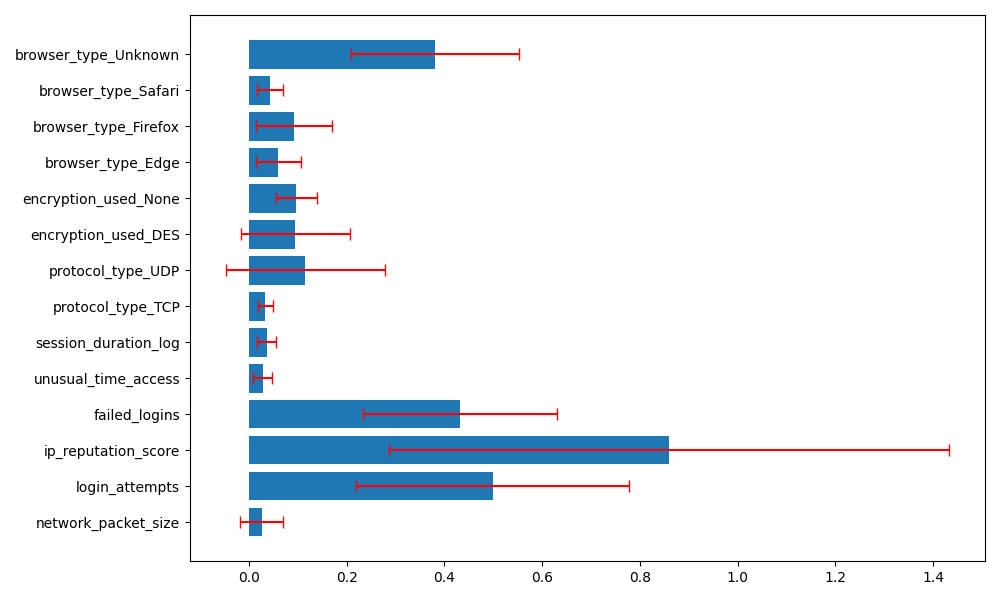 browser_type_Unknown
browser_type_Safari
browser_type_Firefox
browser_type_Edge
encryption_used_None
encryption_used_DES
protocol_type_UDP
protocol_type_TCP
session_duration_log
unusual_time_access
failed_logins
ip_reputation_score
login_attempts
network_packet_size
0.0 0.2 0.4 0.6 0.8 1.0 1.2 1.4